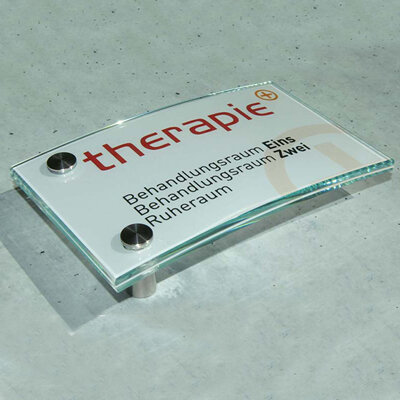 therapie
Behandlungsraum Eins
Behandlungsraum Zwei
Ruheraum